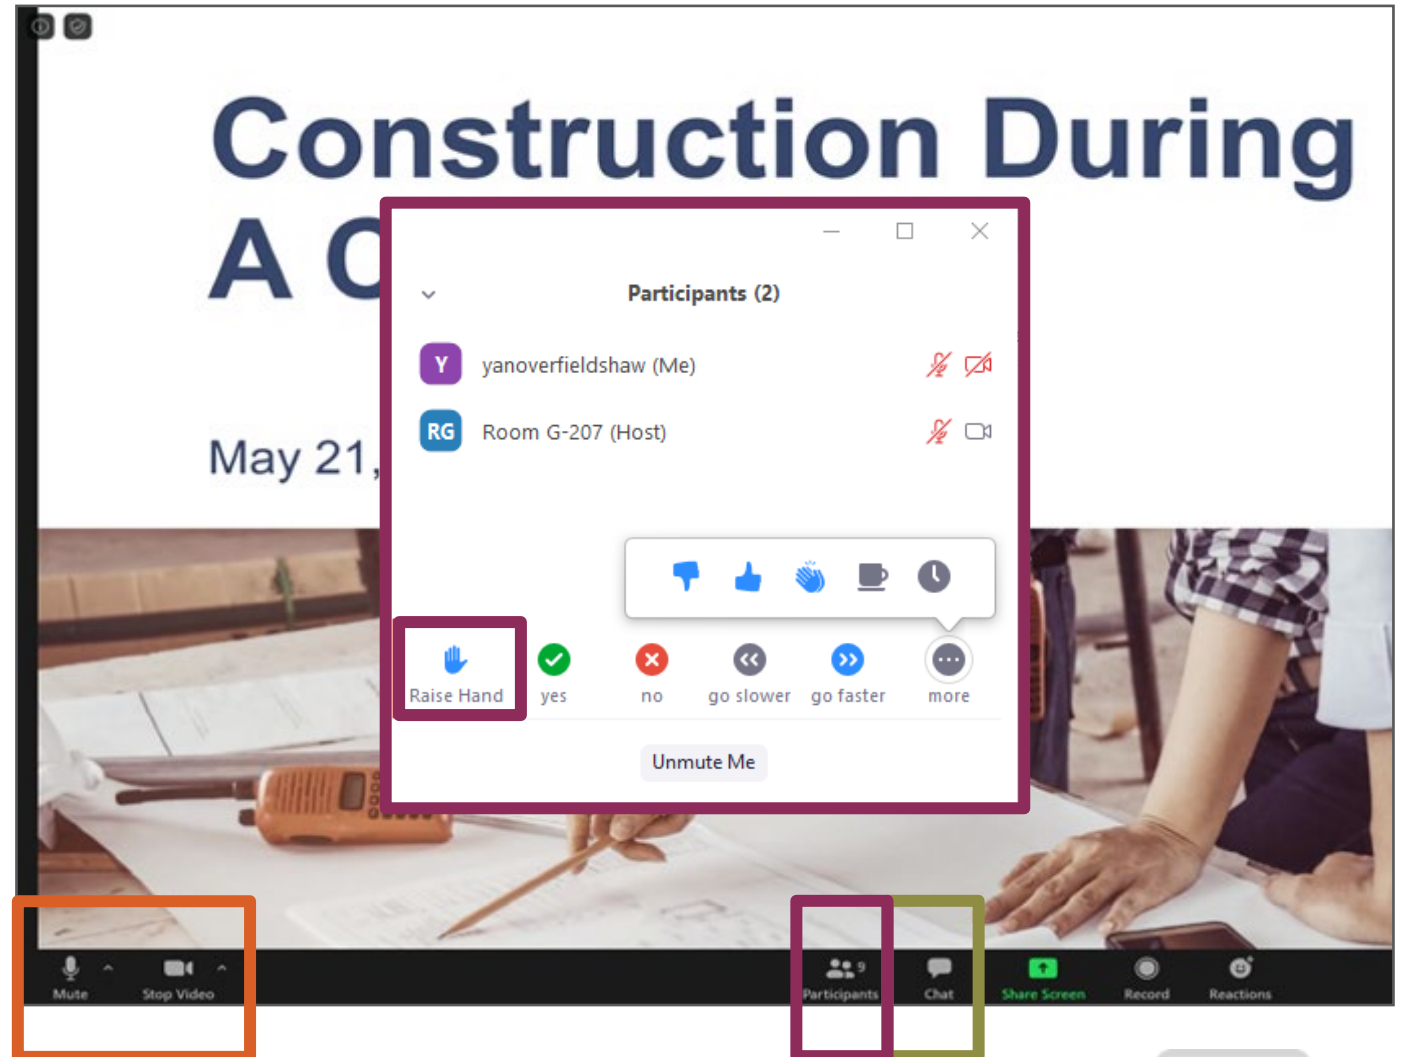 Construction During
A C
May 21,
Participants (2)
Y yanoverfieldshaw (Me)
RG Room G-207 (Host)
Raise Hand yes no go slower go faster more
Unmute Me
9
Mute Stop Video Participants Chat Share Screen Record Reactions